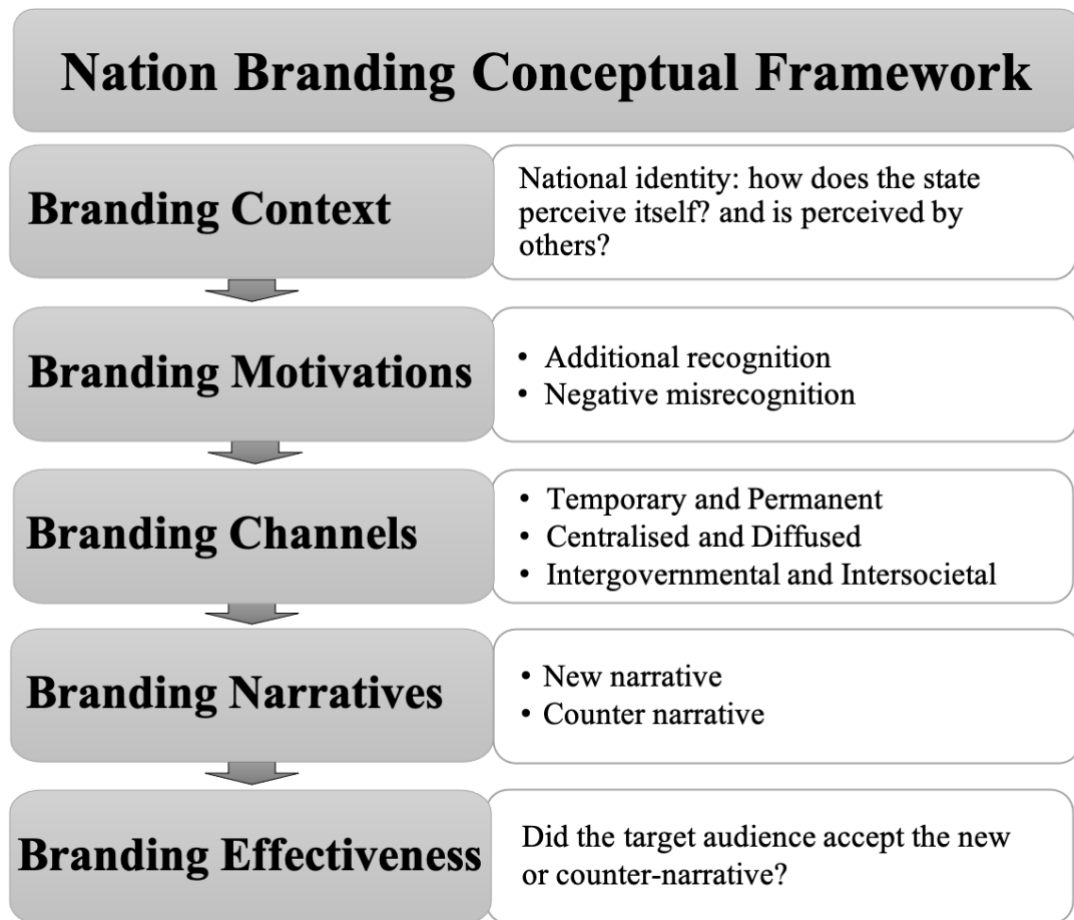 Nation Branding Conceptual Framework
Branding Context
National identity: how does the state
perceive itself? and is perceived by
others?
Branding Motivations
• Additional recognition
• Negative misrecognition
Branding Channels
• Temporary and Permanent
• Centralised and Diffused
• Intergovernmental and Intersocietal
Branding Narratives
• New narrative
• Counter narrative
Branding Effectiveness
Did the target audience accept the new
or counter-narrative?